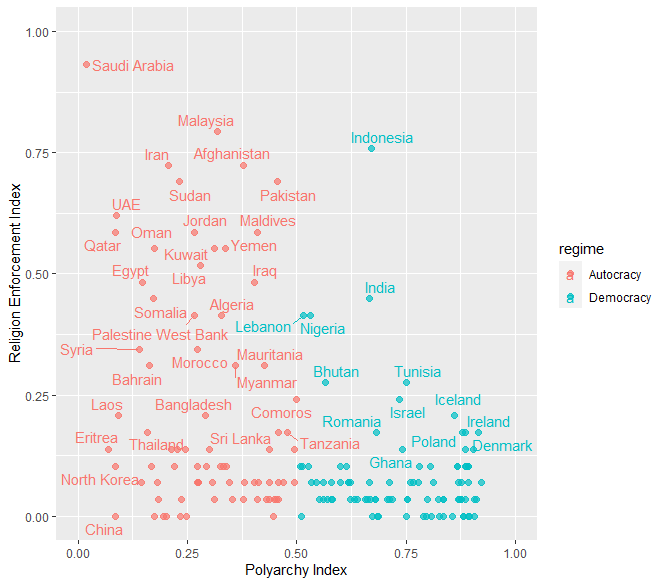 1.00
Saudi Arabia
Malaysia
Indonesia
0.75
Iran
Afghanistan
Sudan
Pakistan
UAE
Jordan
Maldives
Oman
Qatar
Kuwait
Yemen
Religion Enforcement Index
0.50
Egypt
Libya
Iraq
India
Somalia
Algeria
Lebanon
Nigeria
Palestine West Bank
Syria
Morocco
Mauritania
Bahrain
Myanmar
Bhutan
Tunisia
0.25
Laos
Bangladesh
Comoros
Israel
Iceland
Eritrea
Thailand
Sri Lanka
Tanzania
Romania
Poland
Ireland
Denmark
Ghana
North Korea
0.00
China
0.00
0.25
0.50
0.75
1.00
Polyarchy Index
regime
a Autocracy
a Democracy